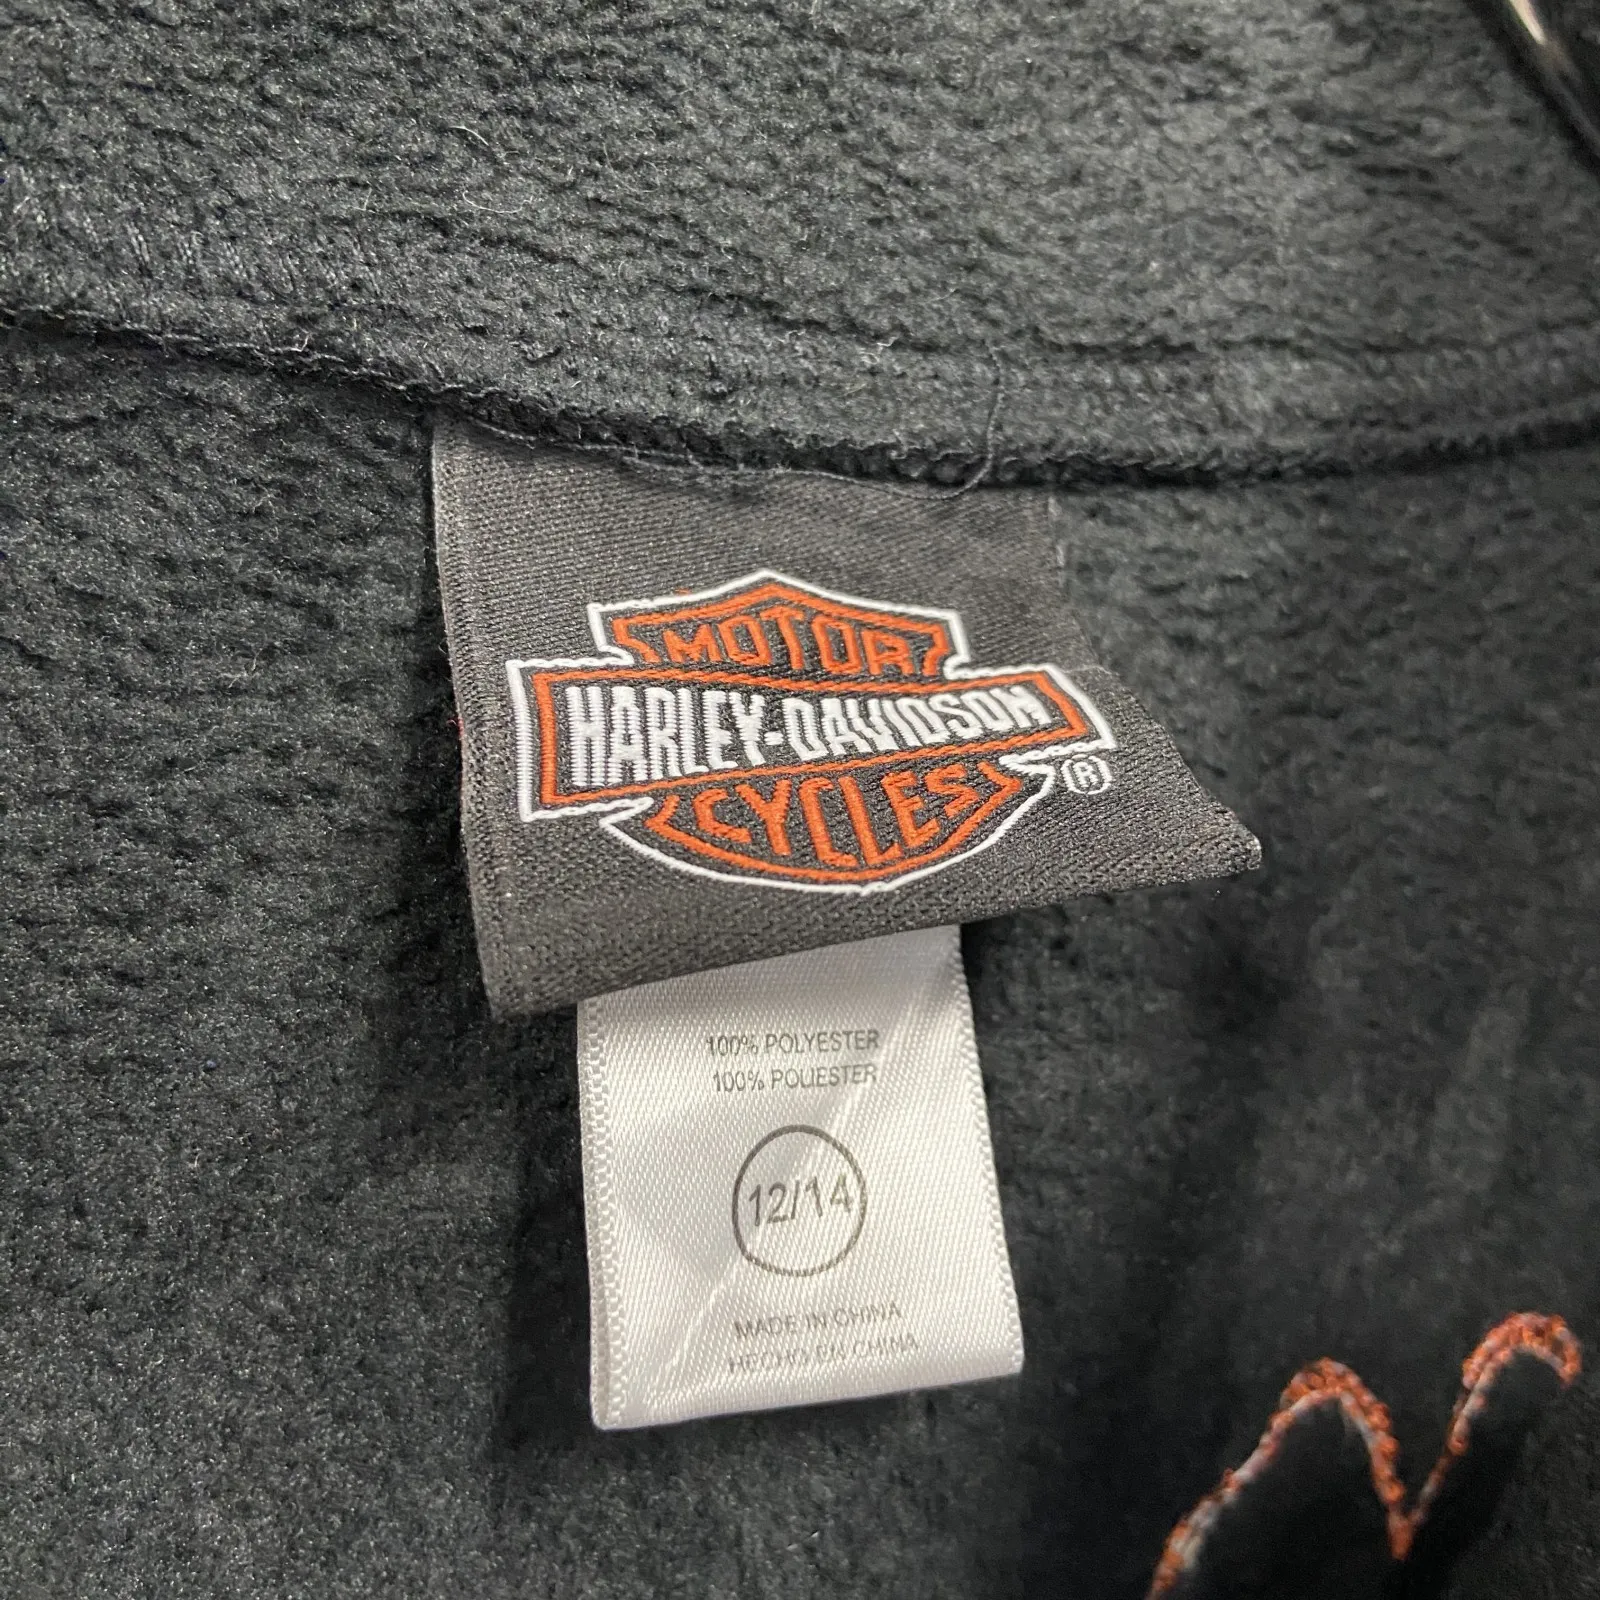 MOTOR
HARLEY-DAVIDSON
CYCLES
®
100% POLYESTER
100% POLIESTER
12/14
MADE IN CHINA
HECHO EN CHINA